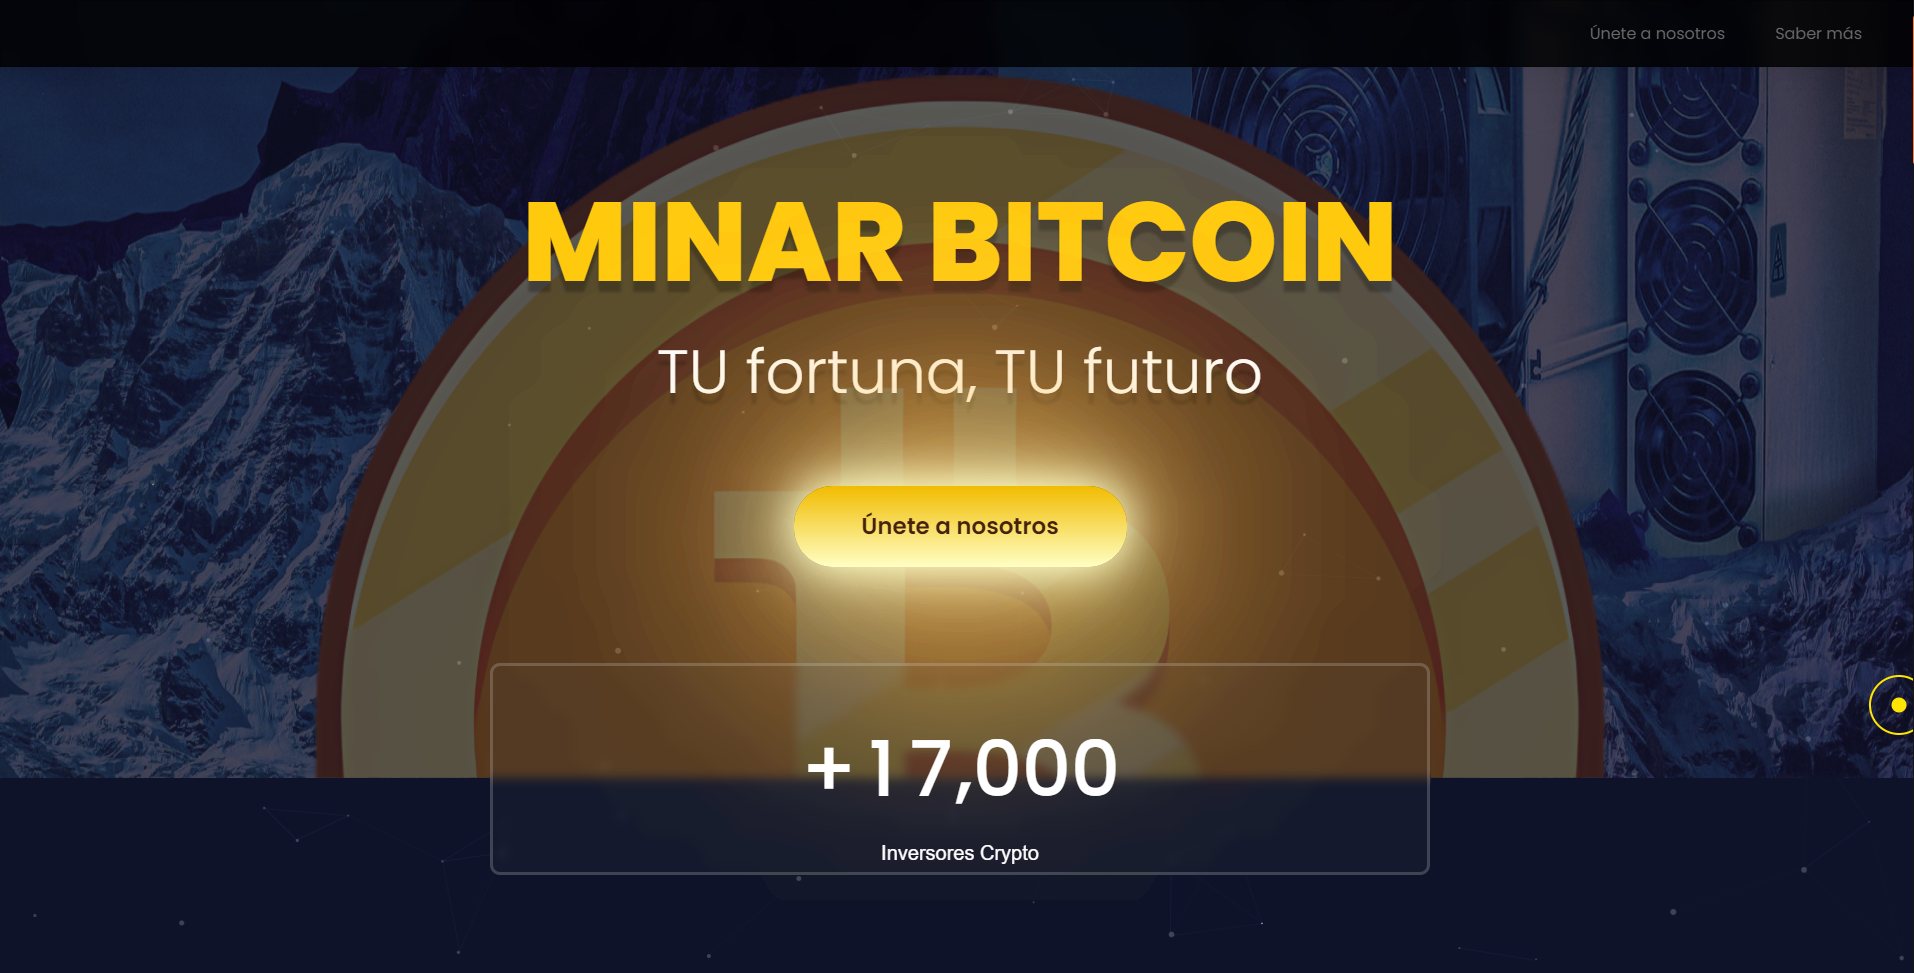 Únete a nosotros
Saber más
MINAR BITCOIN
TU fortuna, TU futuro
Únete a nosotros
+17,000
Inversores Crypto